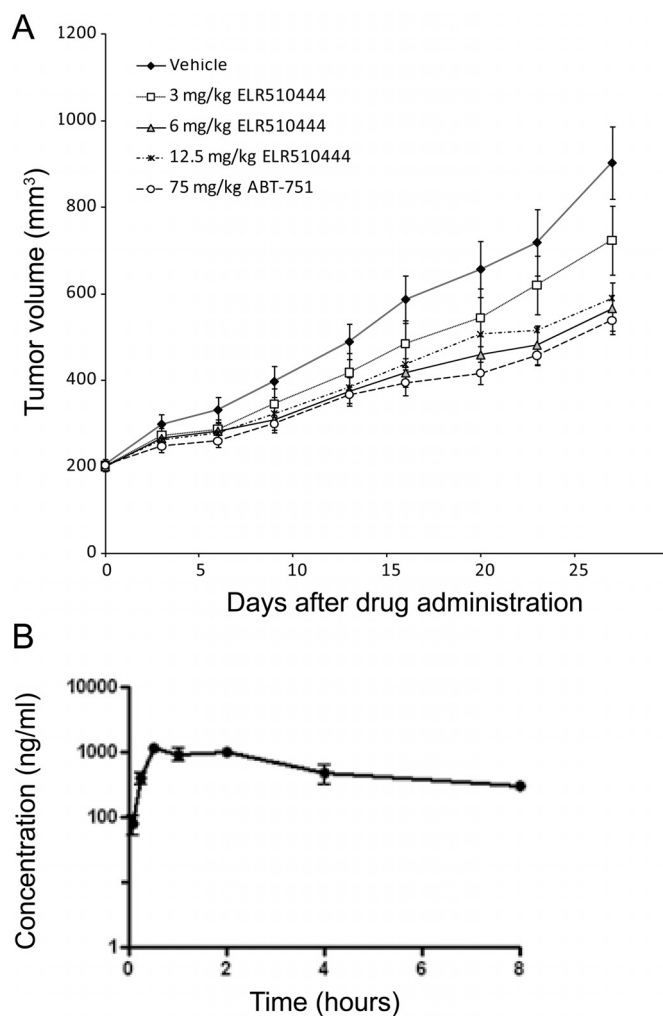 A
1200
1000
800
600
400
200
0
Vehicle
3 mg/kg ELR510444
6 mg/kg ELR510444
12.5 mg/kg ELR510444
75 mg/kg ABT-751
Tumor volume (mm³)
0 5 10 15 20 25
Days after drug administration
B
10000
1000
100
1
Concentration (ng/ml)
0 2 4 6 8
Time (hours)